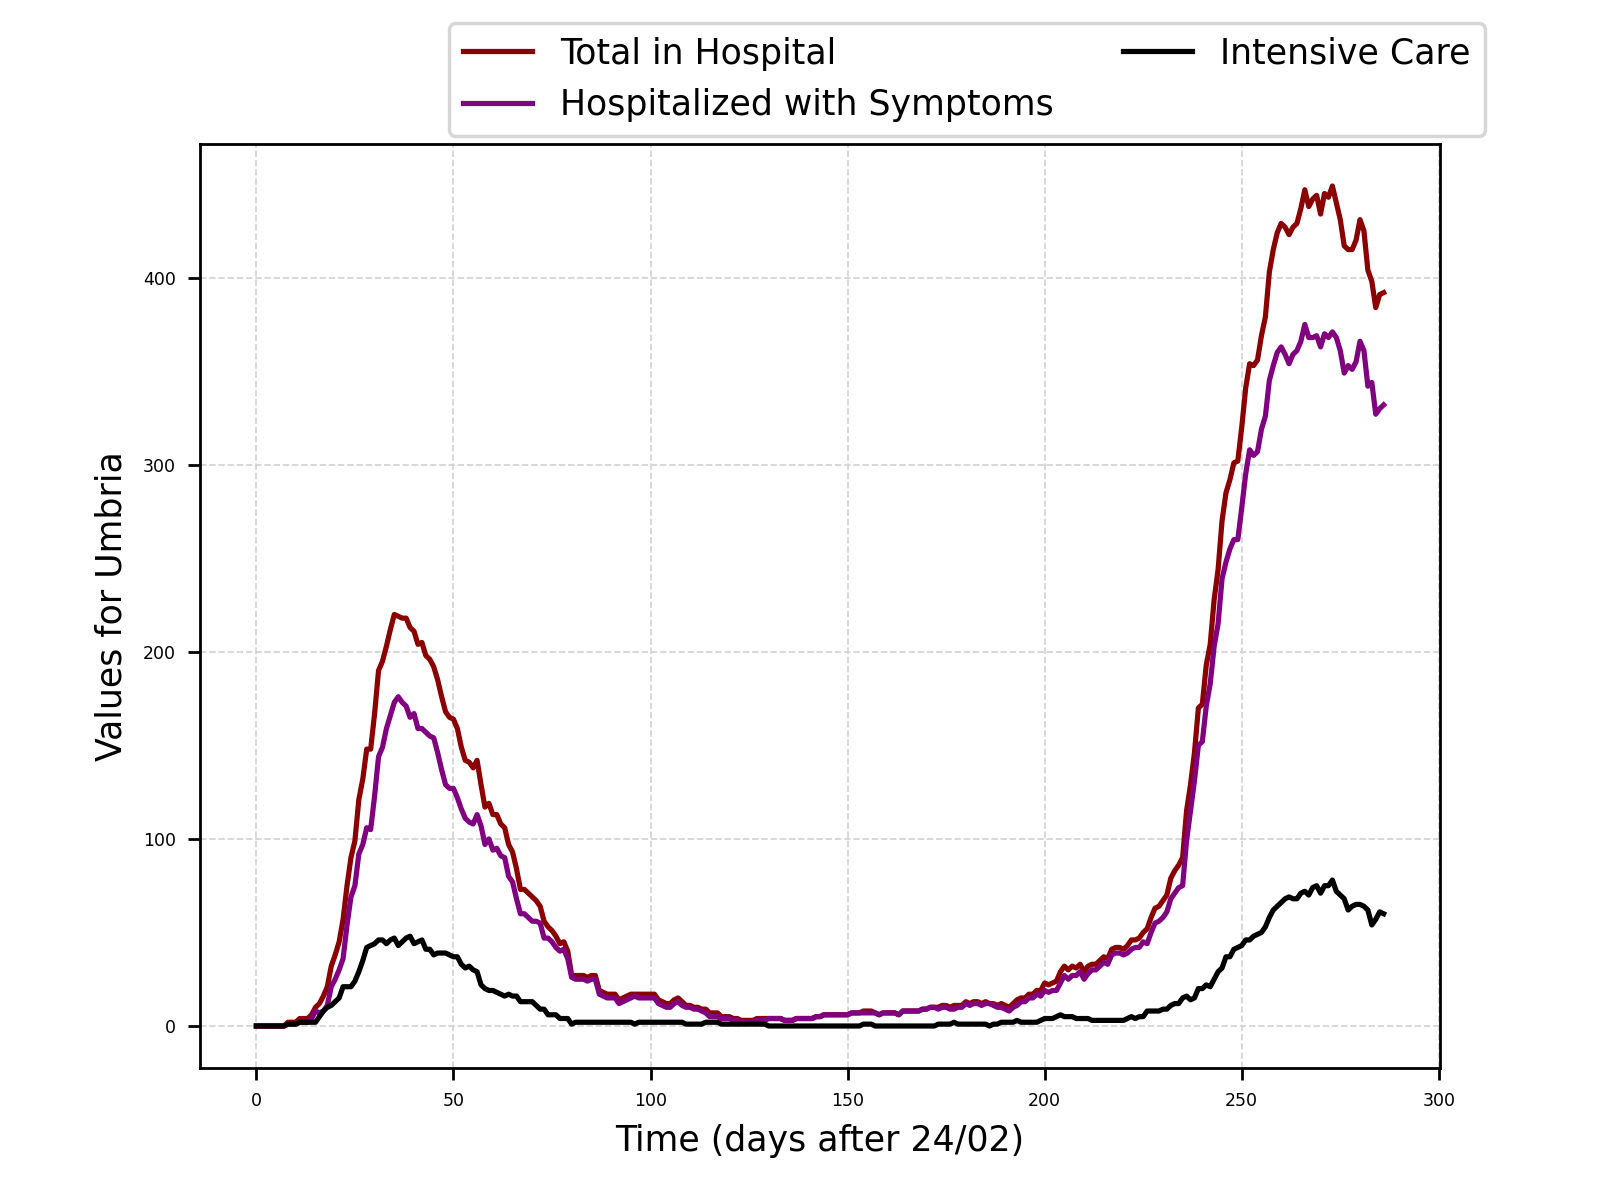 Total in Hospital
Hospitalized with Symptoms
Intensive Care
Values for Umbria
400
300
200
100
0
0 50 100 150 200 250 300
Time (days after 24/02)